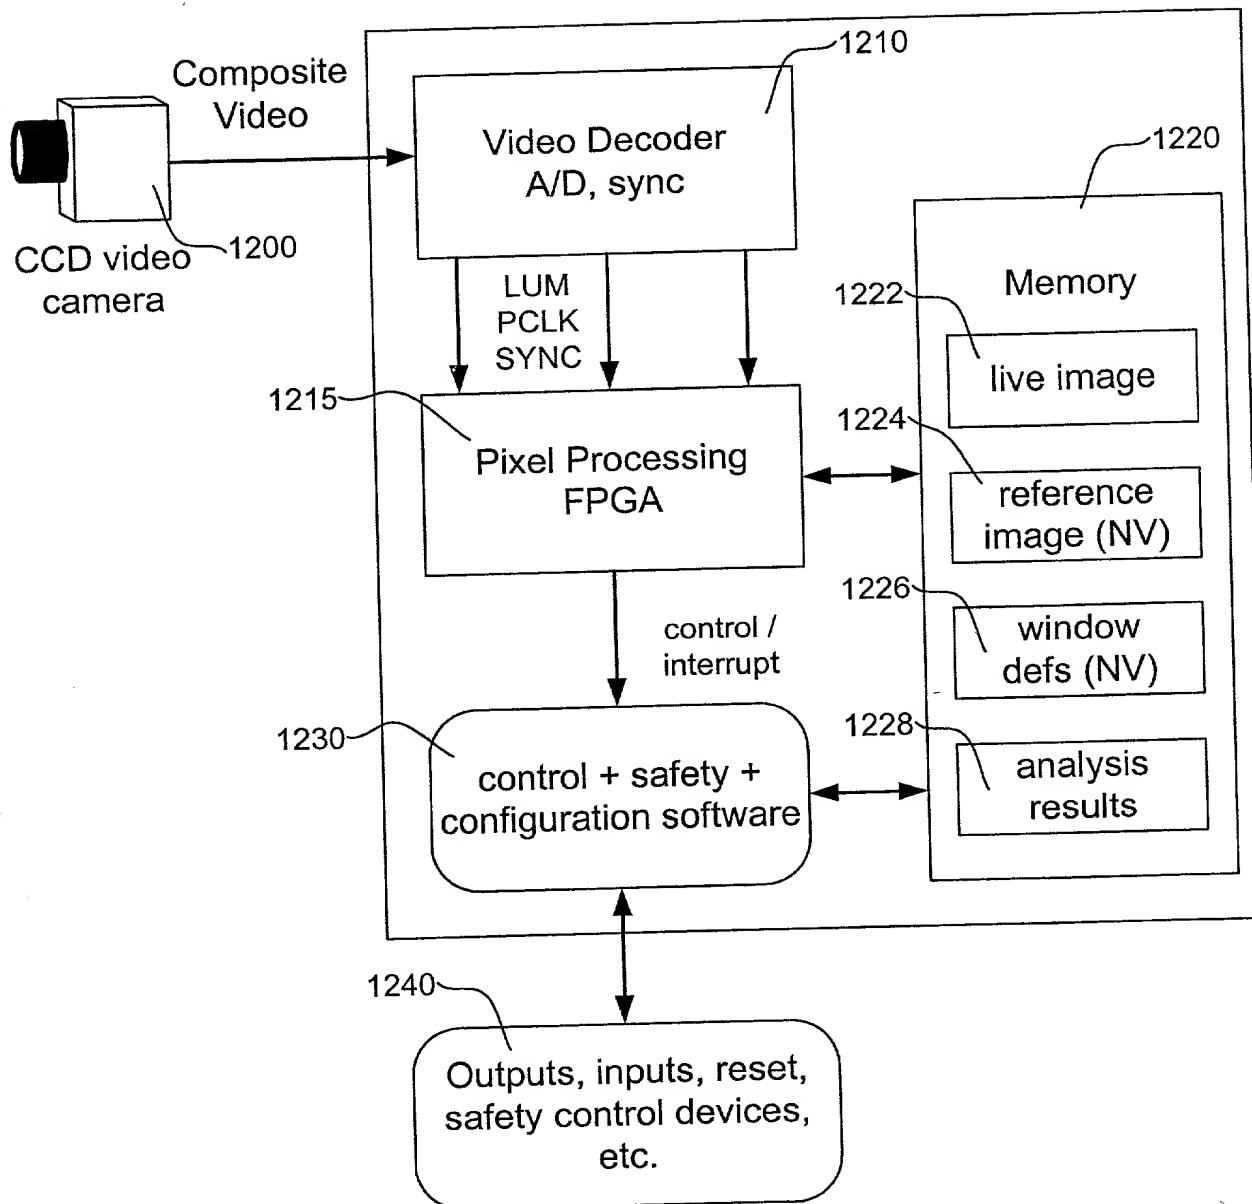 1210
Composite
Video
Video Decoder
A/D, sync
1220
1200
CCD video
camera
LUM
PCLK
SYNC
Memory
1222
live image
1215
Pixel Processing
FPGA
1224
reference
image (NV)
1226
window
defs (NV)
control /
interrupt
1228
analysis
results
1230
control + safety +
configuration software
1240
Outputs, inputs, reset,
safety control devices,
etc.